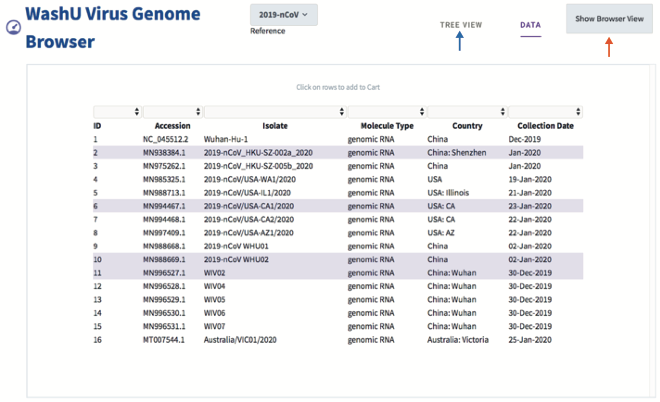 WashU Virus Genome
Browser
2019-nCoV
Reference
TREE VIEW
DATA
Show Browser View
Click on rows to add to Cart
ID Accession Isolate Molecule Type Country Collection Date
1 NC_045512.2 Wuhan-Hu-1 genomic RNA China Dec-2019
2 MN938384.1 2019-nCoV_HKU-SZ-002a_2020 genomic RNA China: Shenzhen Jan-2020
3 MN975262.1 2019-nCoV_HKU-SZ-005b_2020 genomic RNA China Jan-2020
4 MN985325.1 2019-nCoV/USA-WA1/2020 genomic RNA USA 19-Jan-2020
5 MN988713.1 2019-nCoV/USA-IL1/2020 genomic RNA USA: Illinois 21-Jan-2020
6 MN994467.1 2019-nCoV/USA-CA1/2020 genomic RNA USA: CA 23-Jan-2020
7 MN994468.1 2019-nCoV/USA-CA2/2020 genomic RNA USA: CA 22-Jan-2020
8 MN997409.1 2019-nCoV/USA-AZ1/2020 genomic RNA USA: AZ 22-Jan-2020
9 MN988668.1 2019-nCoV WHU01 genomic RNA China 02-Jan-2020
10 MN988669.1 2019-nCoV WHU02 genomic RNA China 02-Jan-2020
11 MN996527.1 WIV02 genomic RNA China: Wuhan 30-Dec-2019
12 MN996528.1 WIV04 genomic RNA China: Wuhan 30-Dec-2019
13 MN996529.1 WIV05 genomic RNA China: Wuhan 30-Dec-2019
14 MN996530.1 WIV06 genomic RNA China: Wuhan 30-Dec-2019
15 MN996531.1 WIV07 genomic RNA China: Wuhan 30-Dec-2019
16 MT007544.1 Australia/VIC01/2020 genomic RNA Australia: Victoria 25-Jan-2020